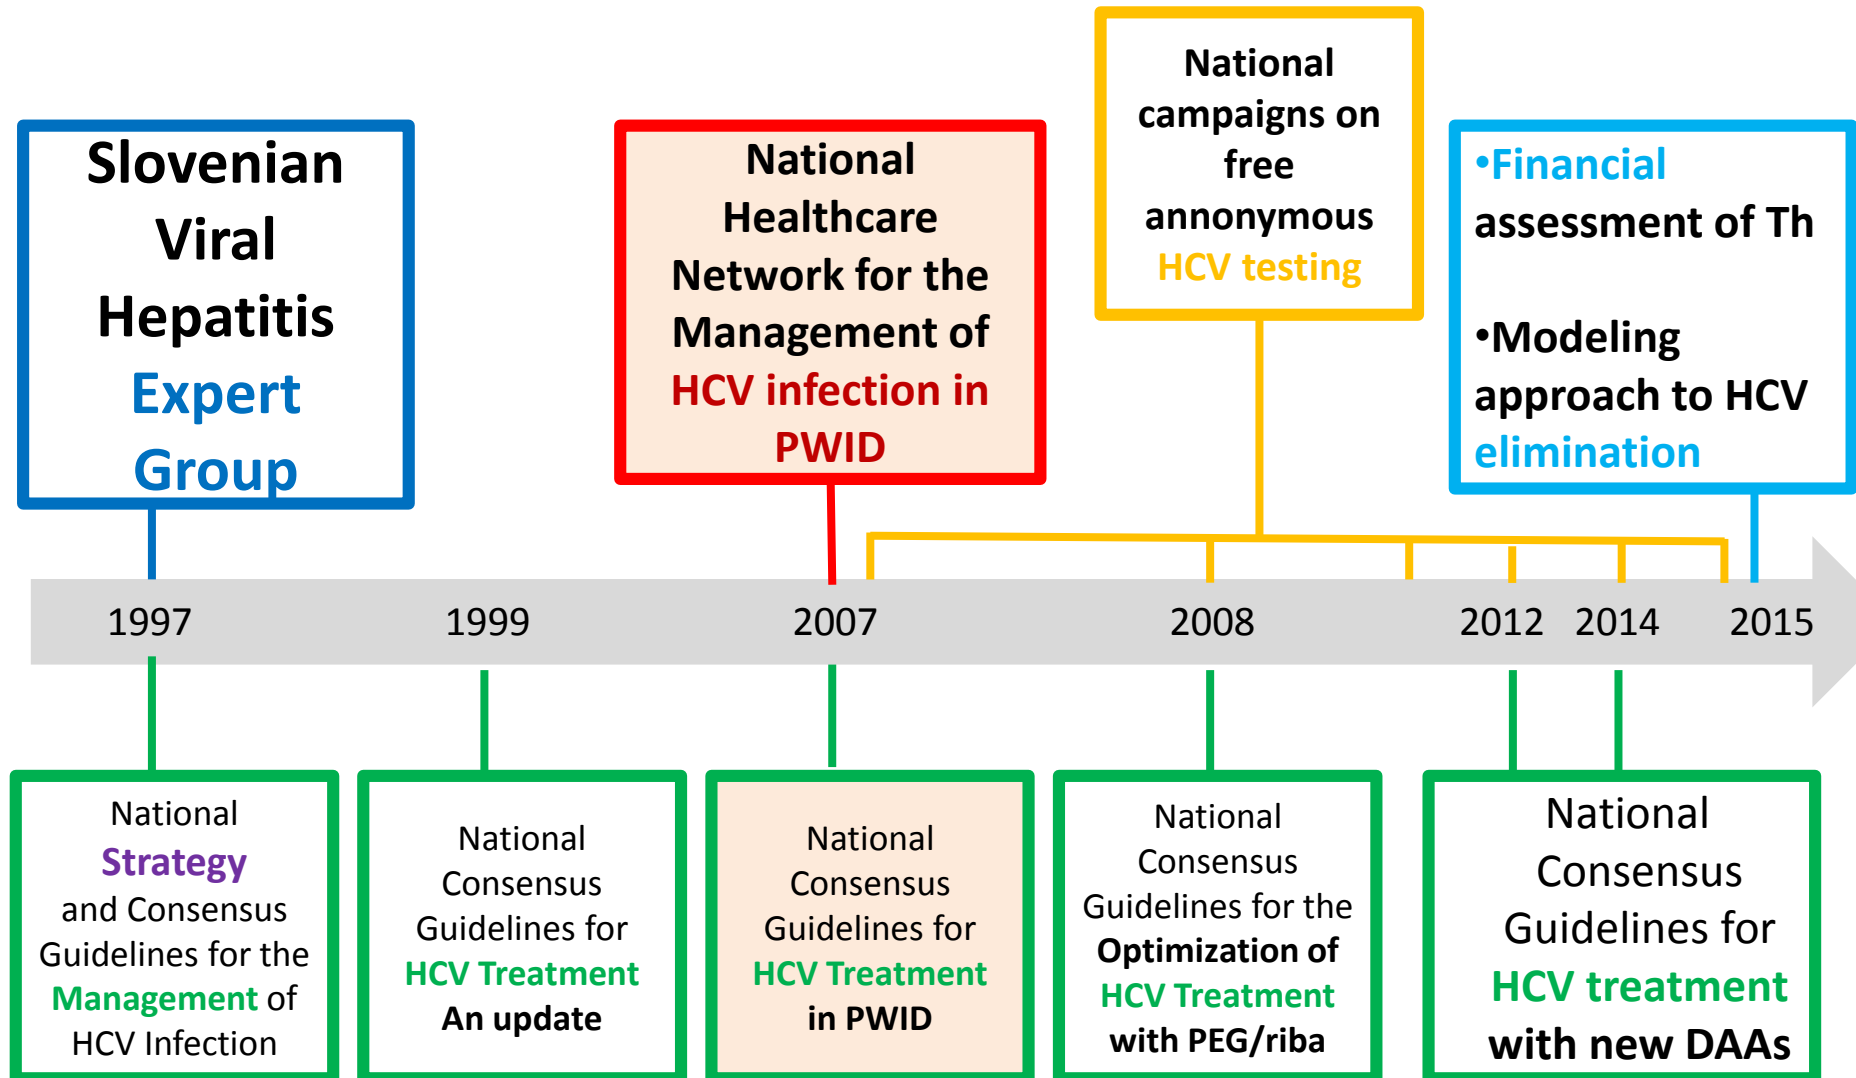 Slovenian
Viral
Hepatitis
Expert
Group
National
Healthcare
Network for the
Management of
HCV infection in
PWID
National
campaigns on
free
annonymous
HCV testing
•Financial
assessment of Th
•Modeling
approach to HCV
elimination
1997
1999
2007
2008
2012
2014
2015
National
Strategy
and Consensus
Guidelines for the
Management of
HCV Infection
National
Consensus
Guidelines for
HCV Treatment
An update
National
Consensus
Guidelines for
HCV Treatment
in PWID
National
Consensus
Guidelines for the
Optimization of
HCV Treatment
with PEG/riba
National
Consensus
Guidelines for
HCV treatment
with new DAAs